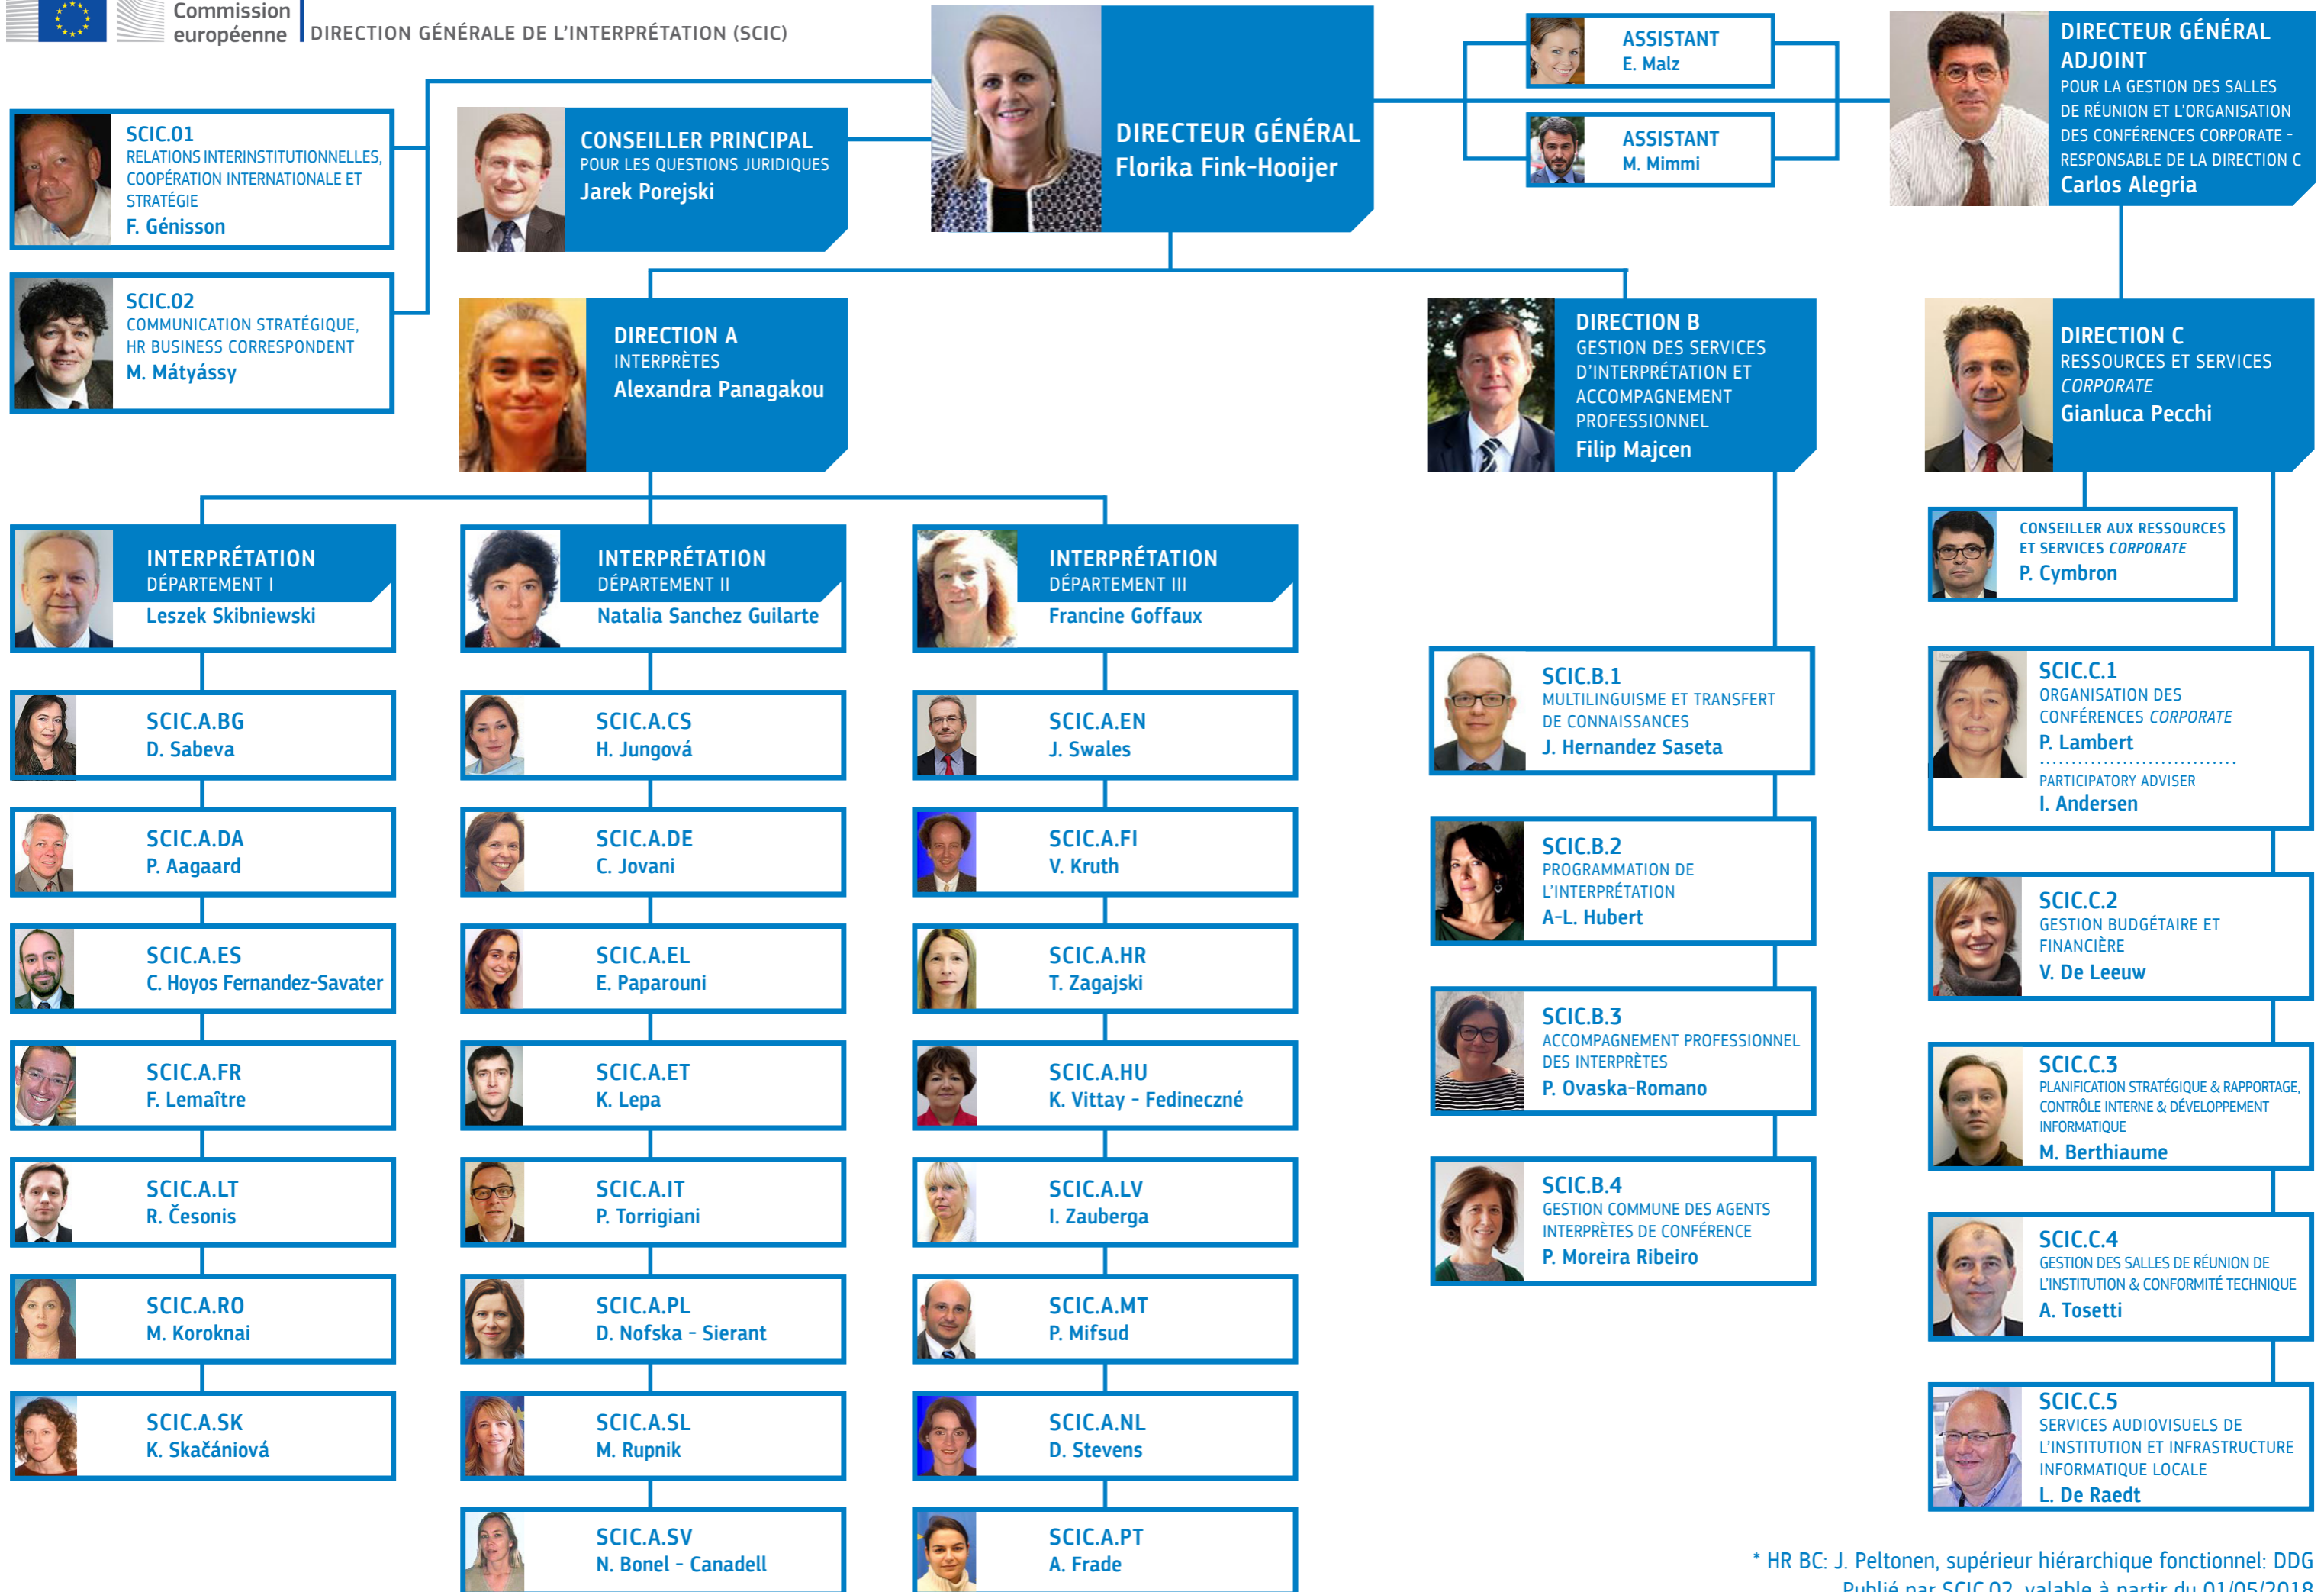 Commission
européenne
DIRECTION GÉNÉRALE DE L'INTERPRÉTATION (SCIC)
SCIC.01
RELATIONS INTERINSTITUTIONNELLES,
COOPÉRATION INTERNATIONALE ET
STRATÉGIE
F. Génisson
SCIC.02
COMMUNICATION STRATÉGIQUE,
HR BUSINESS CORRESPONDENT
M. Mátyássy
CONSEILLER PRINCIPAL
POUR LES QUESTIONS JURIDIQUES
Jarek Porejski
DIRECTEUR GÉNÉRAL
Florika Fink-Hooijer
ASSISTANT
E. Malz
ASSISTANT
M. Mimmi
DIRECTEUR GÉNÉRAL
ADJOINT
POUR LA GESTION DES SALLES
DE RÉUNION ET L'ORGANISATION
DES CONFÉRENCES CORPORATE -
RESPONSABLE DE LA DIRECTION C
Carlos Alegria
DIRECTION A
INTERPRÈTES
Alexandra Panagakou
DIRECTION B
GESTION DES SERVICES
D'INTERPRÉTATION ET
ACCOMPAGNEMENT
PROFESSIONNEL
Filip Majcen
DIRECTION C
RESSOURCES ET SERVICES
CORPORATE
Gianluca Pecchi
INTERPRÉTATION
DÉPARTEMENT I
Leszek Skibniewski
SCIC.A.BG
D. Sabeva
SCIC.A.DA
P. Aagaard
SCIC.A.ES
C. Hoyos Fernandez-Savater
SCIC.A.FR
F. Lemaître
SCIC.A.LT
R. Česonis
SCIC.A.RO
M. Koroknai
SCIC.A.SK
K. Skačániová
INTERPRÉTATION
DÉPARTEMENT II
Natalia Sanchez Guilarte
SCIC.A.CS
H. Jungová
SCIC.A.DE
C. Jovani
SCIC.A.EL
E. Paparouni
SCIC.A.ET
K. Lepa
SCIC.A.IT
P. Torrigiani
SCIC.A.PL
D. Nofska - Sierant
SCIC.A.SL
M. Rupnik
SCIC.A.SV
N. Bonel - Canadell
INTERPRÉTATION
DÉPARTEMENT III
Francine Goffaux
SCIC.A.EN
J. Swales
SCIC.A.FI
V. Kruth
SCIC.A.HR
T. Zagajski
SCIC.A.HU
K. Vittay - Fedineczné
SCIC.A.LV
I. Zauberga
SCIC.A.MT
P. Mifsud
SCIC.A.NL
D. Stevens
SCIC.A.PT
A. Frade
SCIC.B.1
MULTILINGUISME ET TRANSFERT
DE CONNAISSANCES
J. Hernandez Saseta
SCIC.B.2
PROGRAMMATION DE
L'INTERPRÉTATION
A-L. Hubert
SCIC.B.3
ACCOMPAGNEMENT PROFESSIONNEL
DES INTERPRÈTES
P. Ovaska-Romano
SCIC.B.4
GESTION COMMUNE DES AGENTS
INTERPRÈTES DE CONFÉRENCE
P. Moreira Ribeiro
CONSEILLER AUX RESSOURCES
ET SERVICES CORPORATE
P. Cymbron
SCIC.C.1
ORGANISATION DES
CONFÉRENCES CORPORATE
P. Lambert
PARTICIPATORY ADVISER
I. Andersen
SCIC.C.2
GESTION BUDGÉTAIRE ET
FINANCIÈRE
V. De Leeuw
SCIC.C.3
PLANIFICATION STRATÉGIQUE & RAPPORTAGE,
CONTRÔLE INTERNE & DÉVELOPPEMENT
INFORMATIQUE
M. Berthiaume
SCIC.C.4
GESTION DES SALLES DE RÉUNION DE
L'INSTITUTION & CONFORMITÉ TECHNIQUE
A. Tosetti
SCIC.C.5
SERVICES AUDIOVISUELS DE
L'INSTITUTION ET INFRASTRUCTURE
INFORMATIQUE LOCALE
L. De Raedt
* HR BC: J. Peltonen, supérieur hiérarchique fonctionnel: DDG
Publié par SCIC.02, valable à partir du 01/05/2018